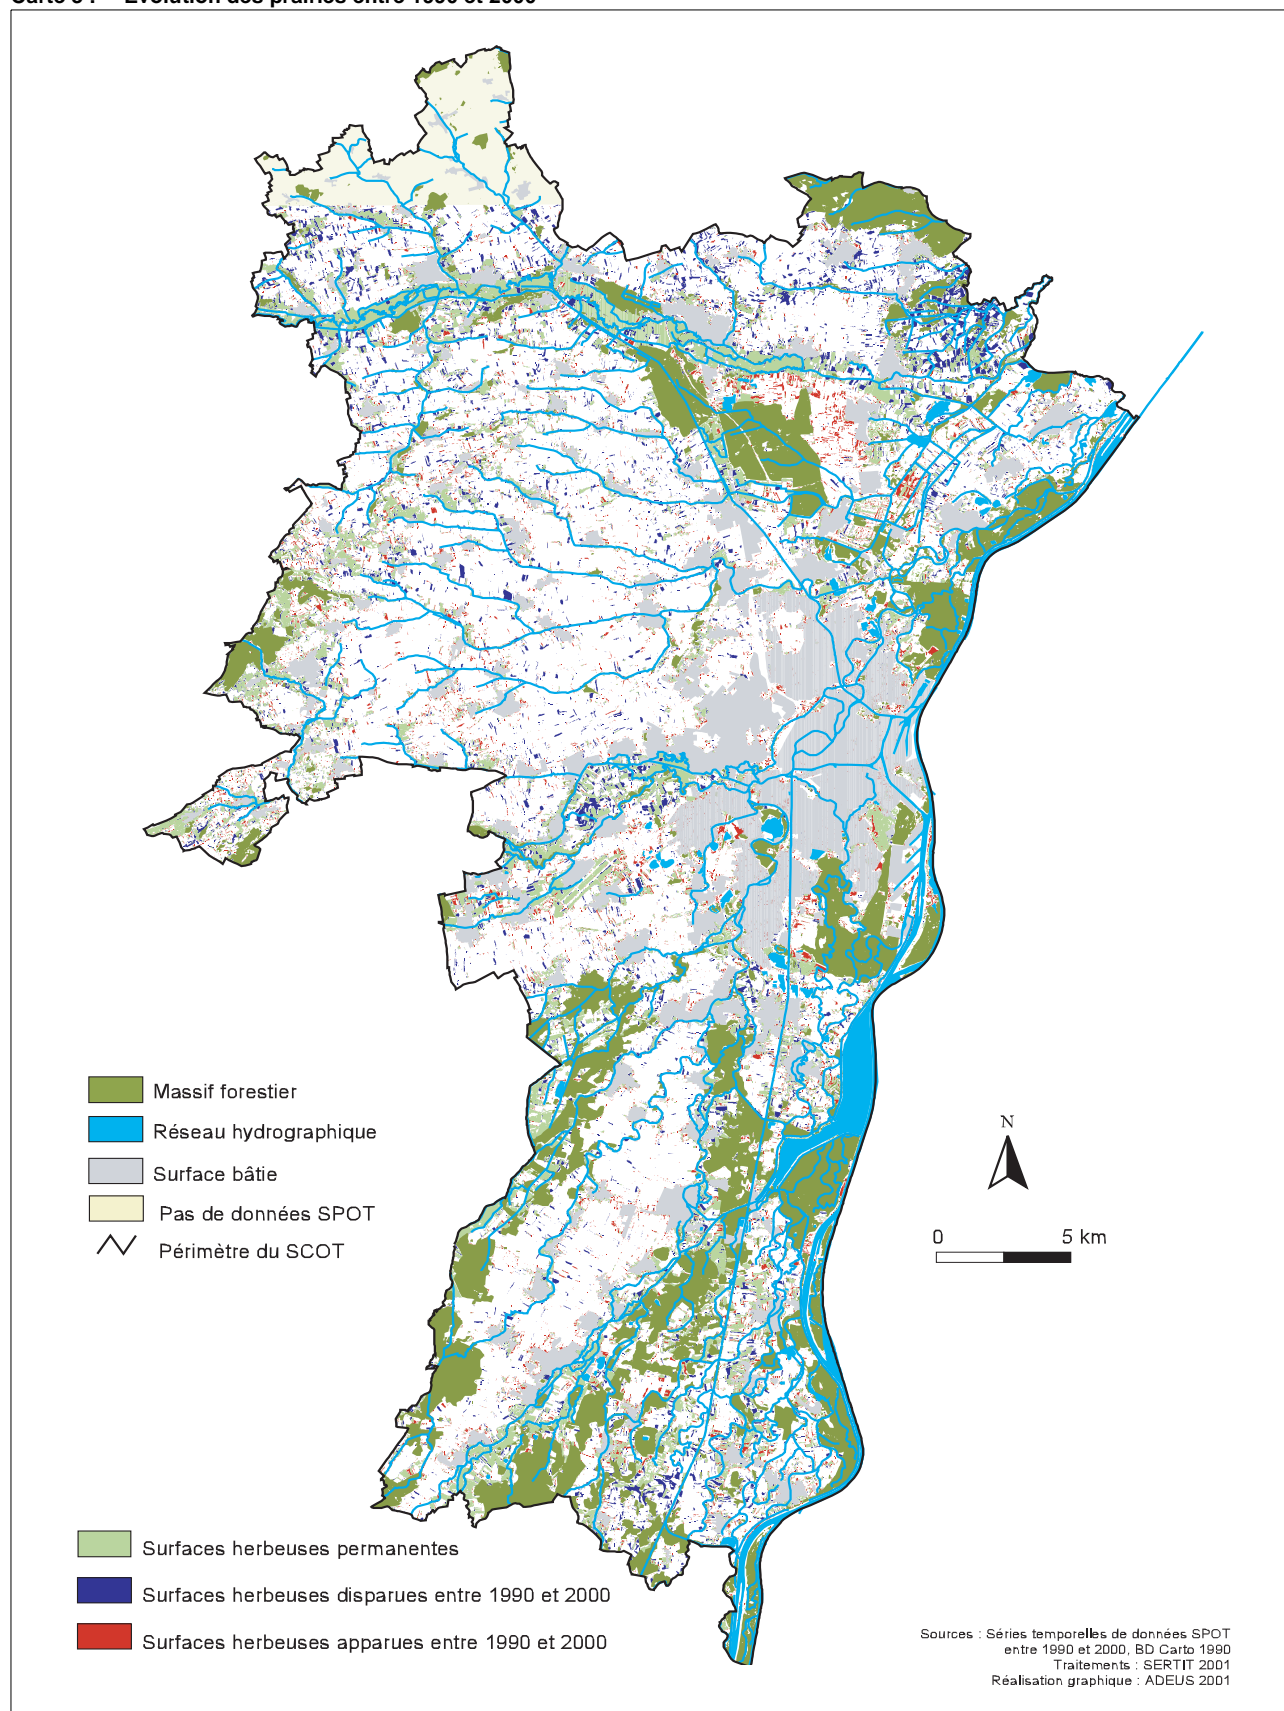 Massif forestier
Réseau hydrographique
Surface bâtie
Pas de données SPOT
Périmètre du SCOT
N
0 5 km
Surfaces herbeuses permanentes
Surfaces herbeuses disparues entre 1990 et 2000
Surfaces herbeuses apparues entre 1990 et 2000
Sources : Séries temporelles de données SPOT
entre 1990 et 2000, BD Carto 1990
Traitements : SERTIT 2001
Réalisation graphique : ADEUS 2001